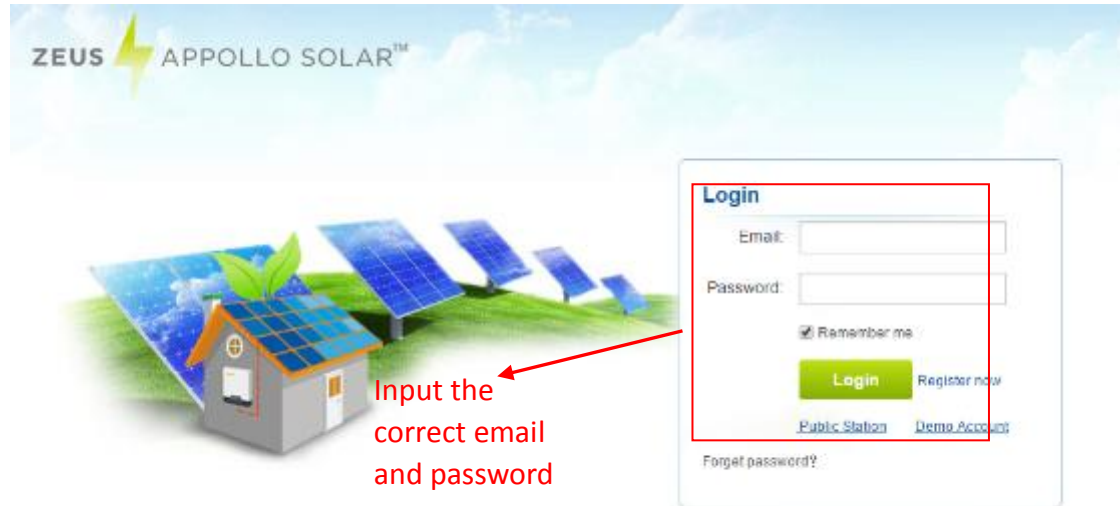 ZEUS APPOLLO SOLAR™
Login
Email:
Password:
Remember me
Login Register now
Public Station Demo Account
Forget password?
Input the
correct email
and password